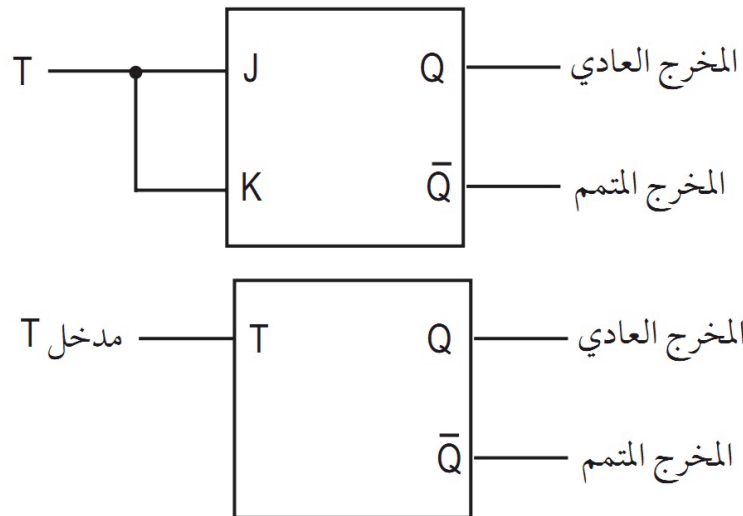 T J Q المخرج العادي
K Q̅ المخرج المتمم
مدخل T T Q المخرج العادي
Q̅ المخرج المتمم